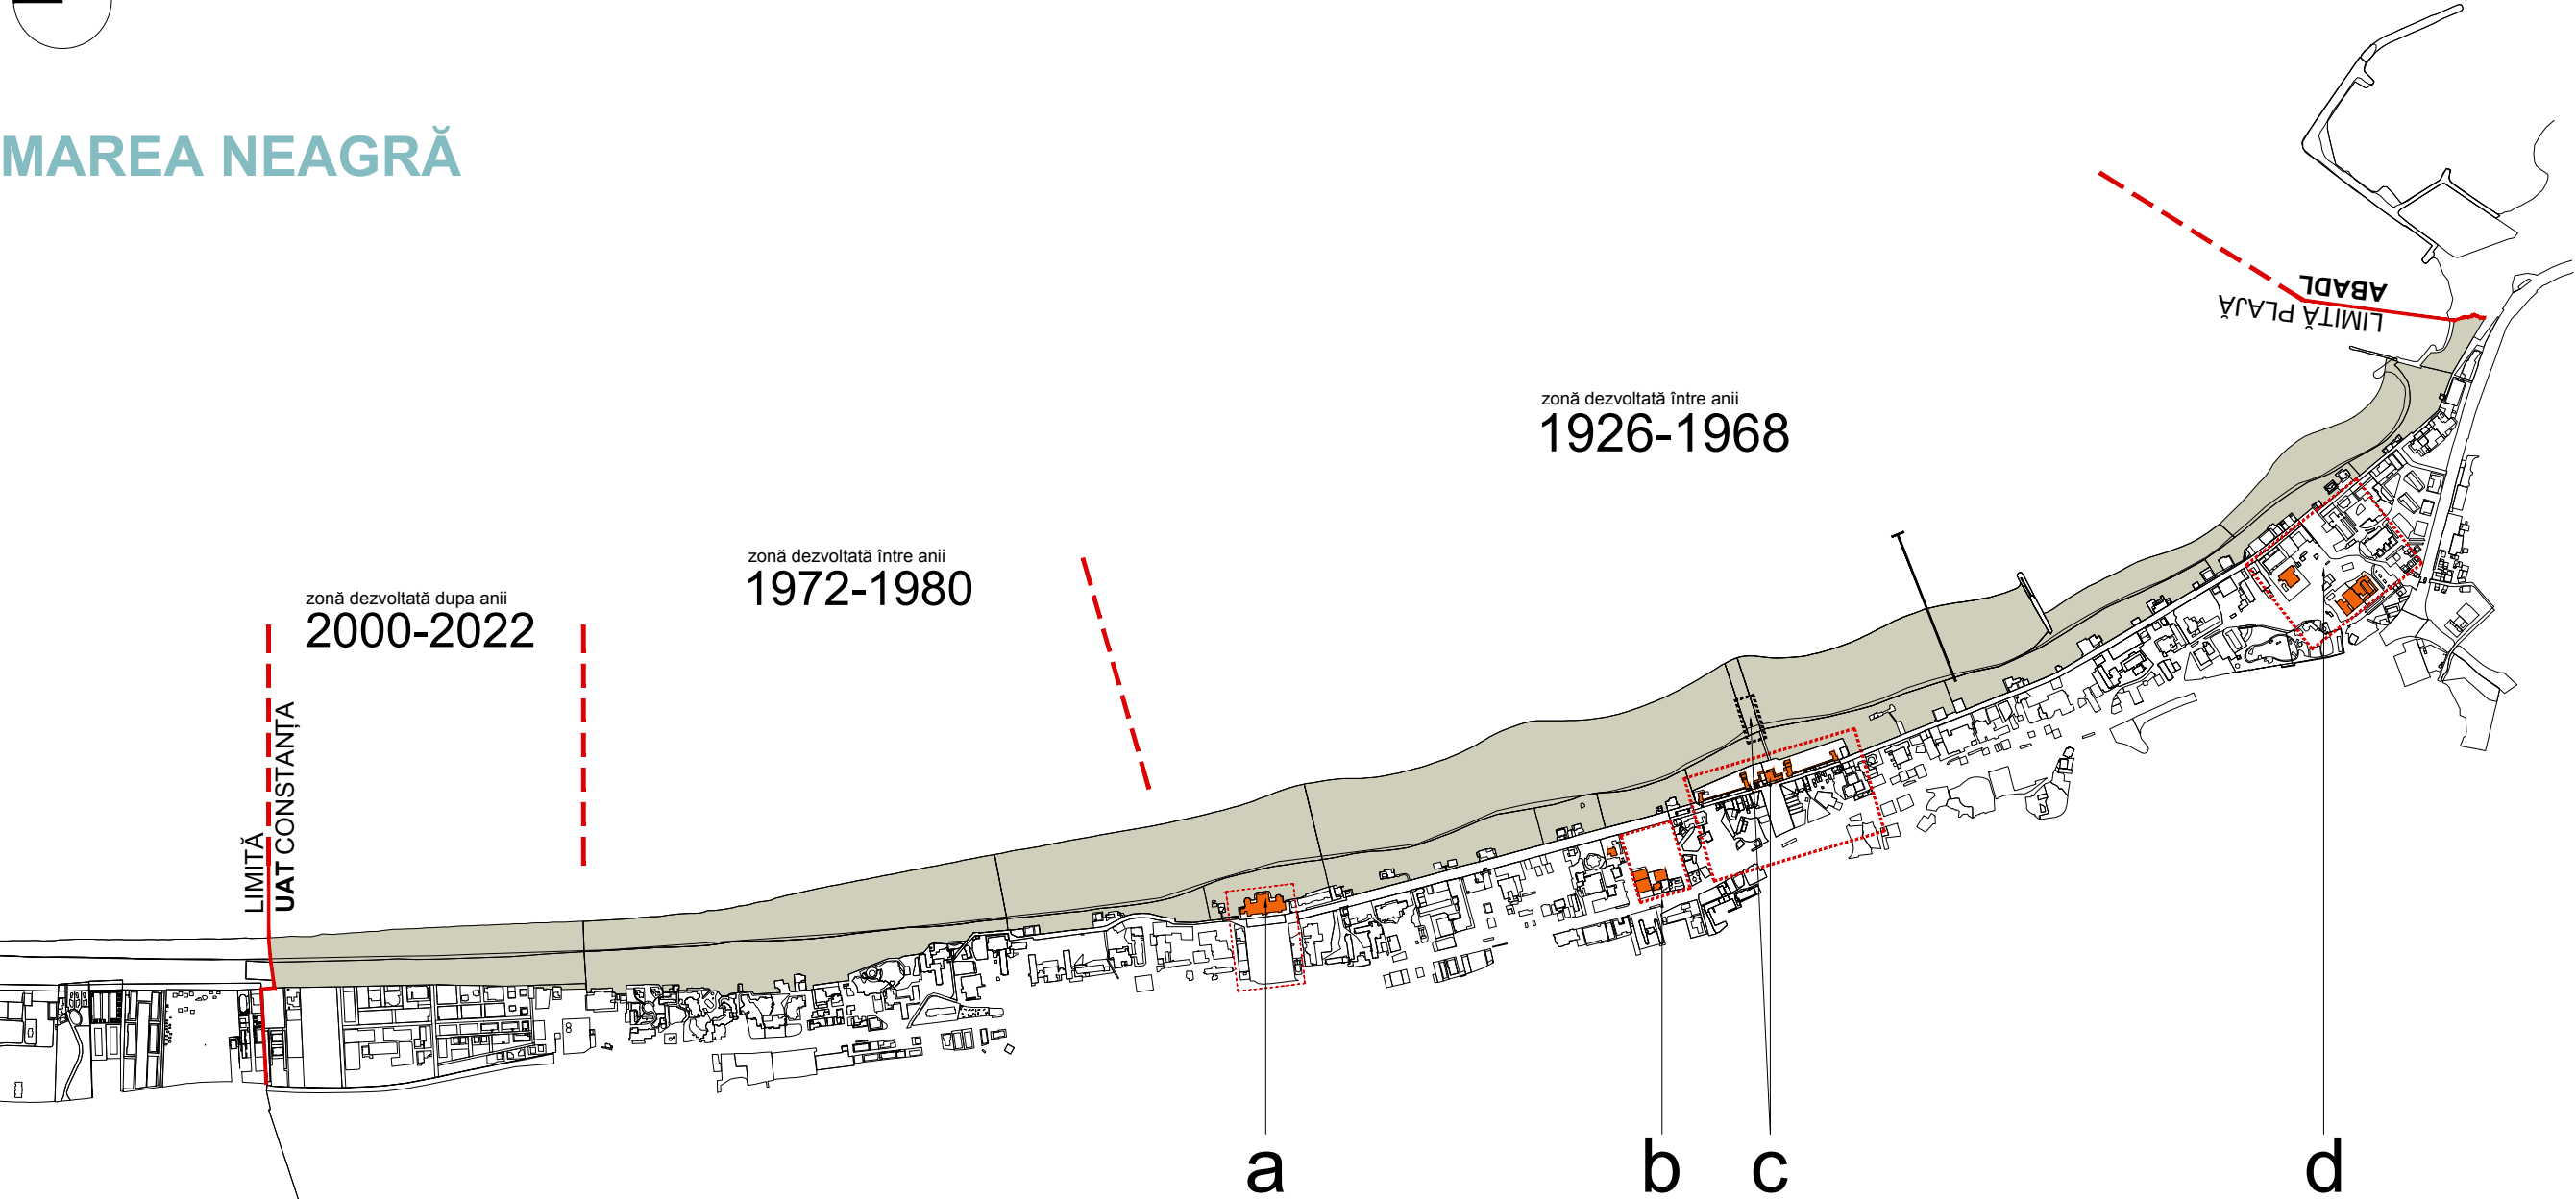 MAREA NEAGRĂ
ABADL
LIMITĂ PLAJĂ
zonă dezvoltată între anii
1926-1968
zonă dezvoltată între anii
1972-1980
zonă dezvoltată dupa anii
2000-2022
LIMITĂ
UAT CONSTANȚA
a
b
c
d